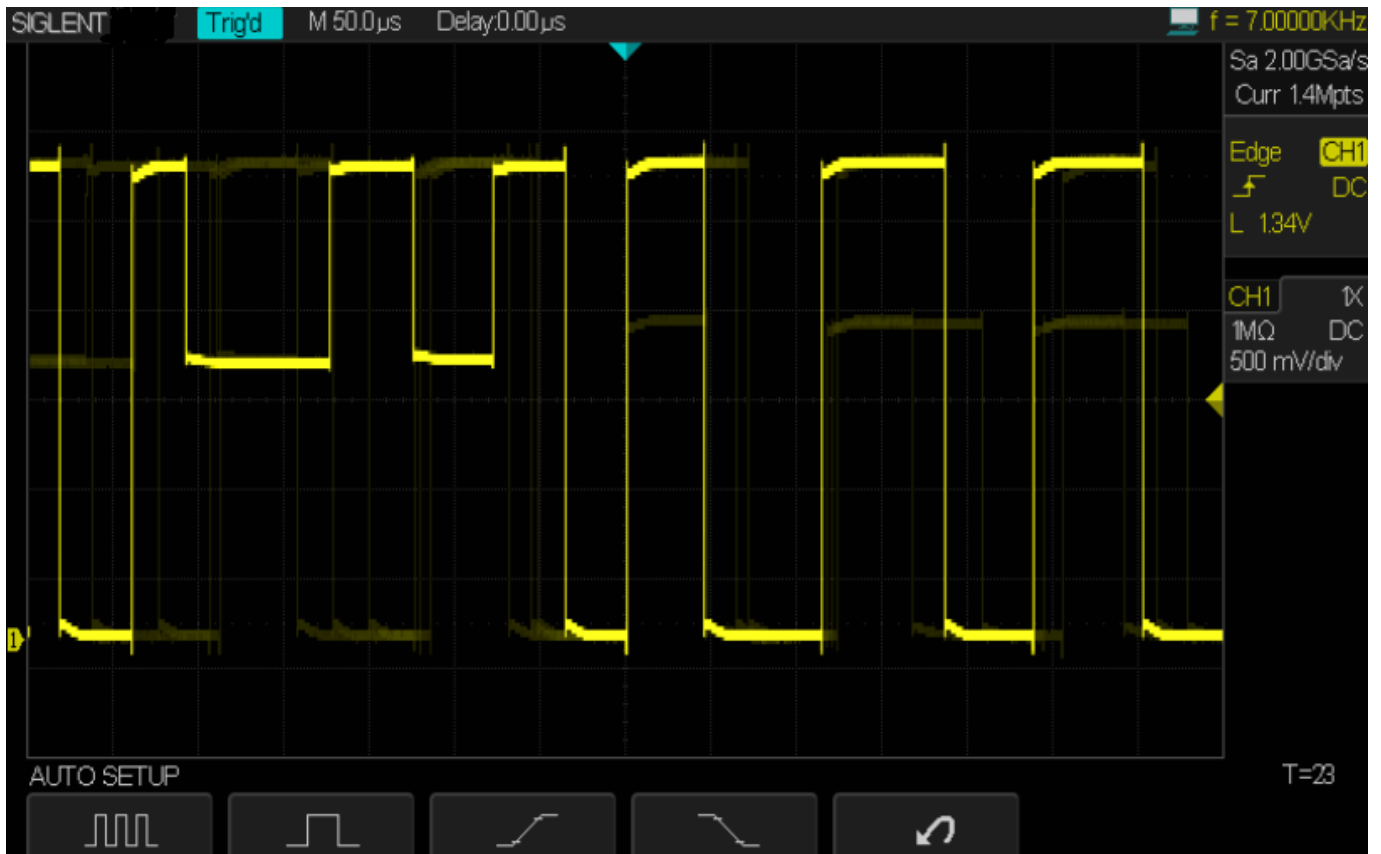 SIGLENT Trig'd M 50.0µs Delay:0.00µs f = 7.00000KHz
Sa 2.00GSa/s
Curr 1.4Mpts
Edge CH1
DC
L 1.34V
CH1 1X
1MΩ DC
500 mV/div
1
AUTO SETUP T=23